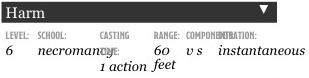 Harm ▼
LEVEL: SCHOOL: CASTING TIME: RANGE: COMPONENTS: DURATION:
6 necromancy 1 action 60 feet v s instantaneous